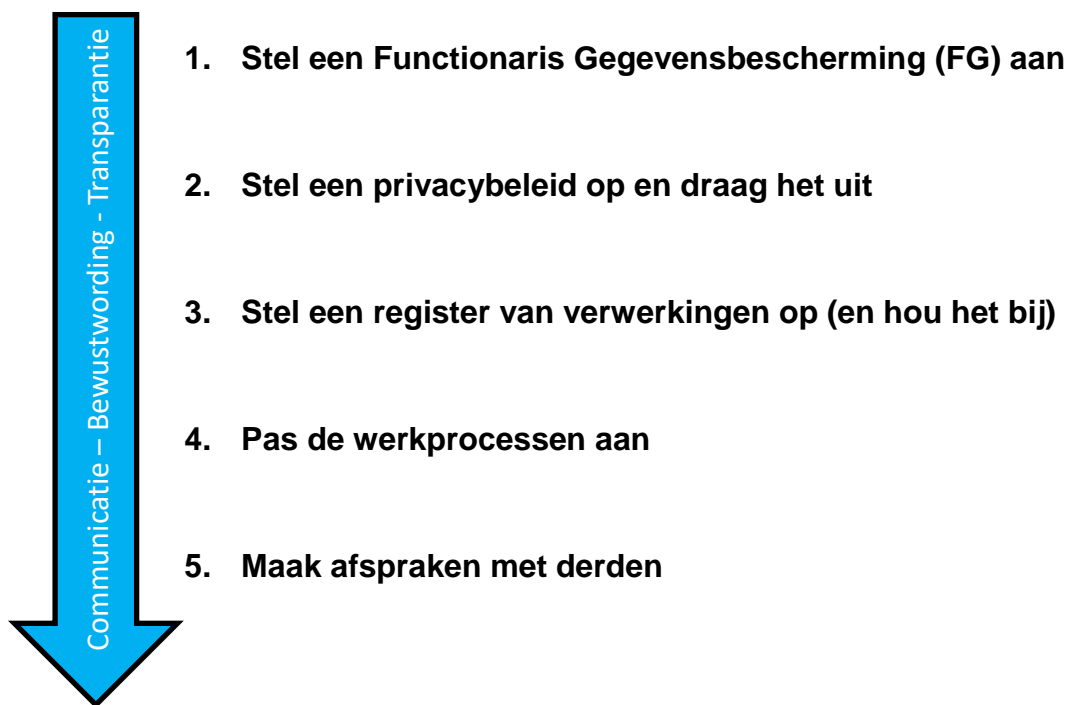 Communicatie – Bewustwording - Transparantie
1. Stel een Functionaris Gegevensbescherming (FG) aan
2. Stel een privacybeleid op en draag het uit
3. Stel een register van verwerkingen op (en hou het bij)
4. Pas de werkprocessen aan
5. Maak afspraken met derden